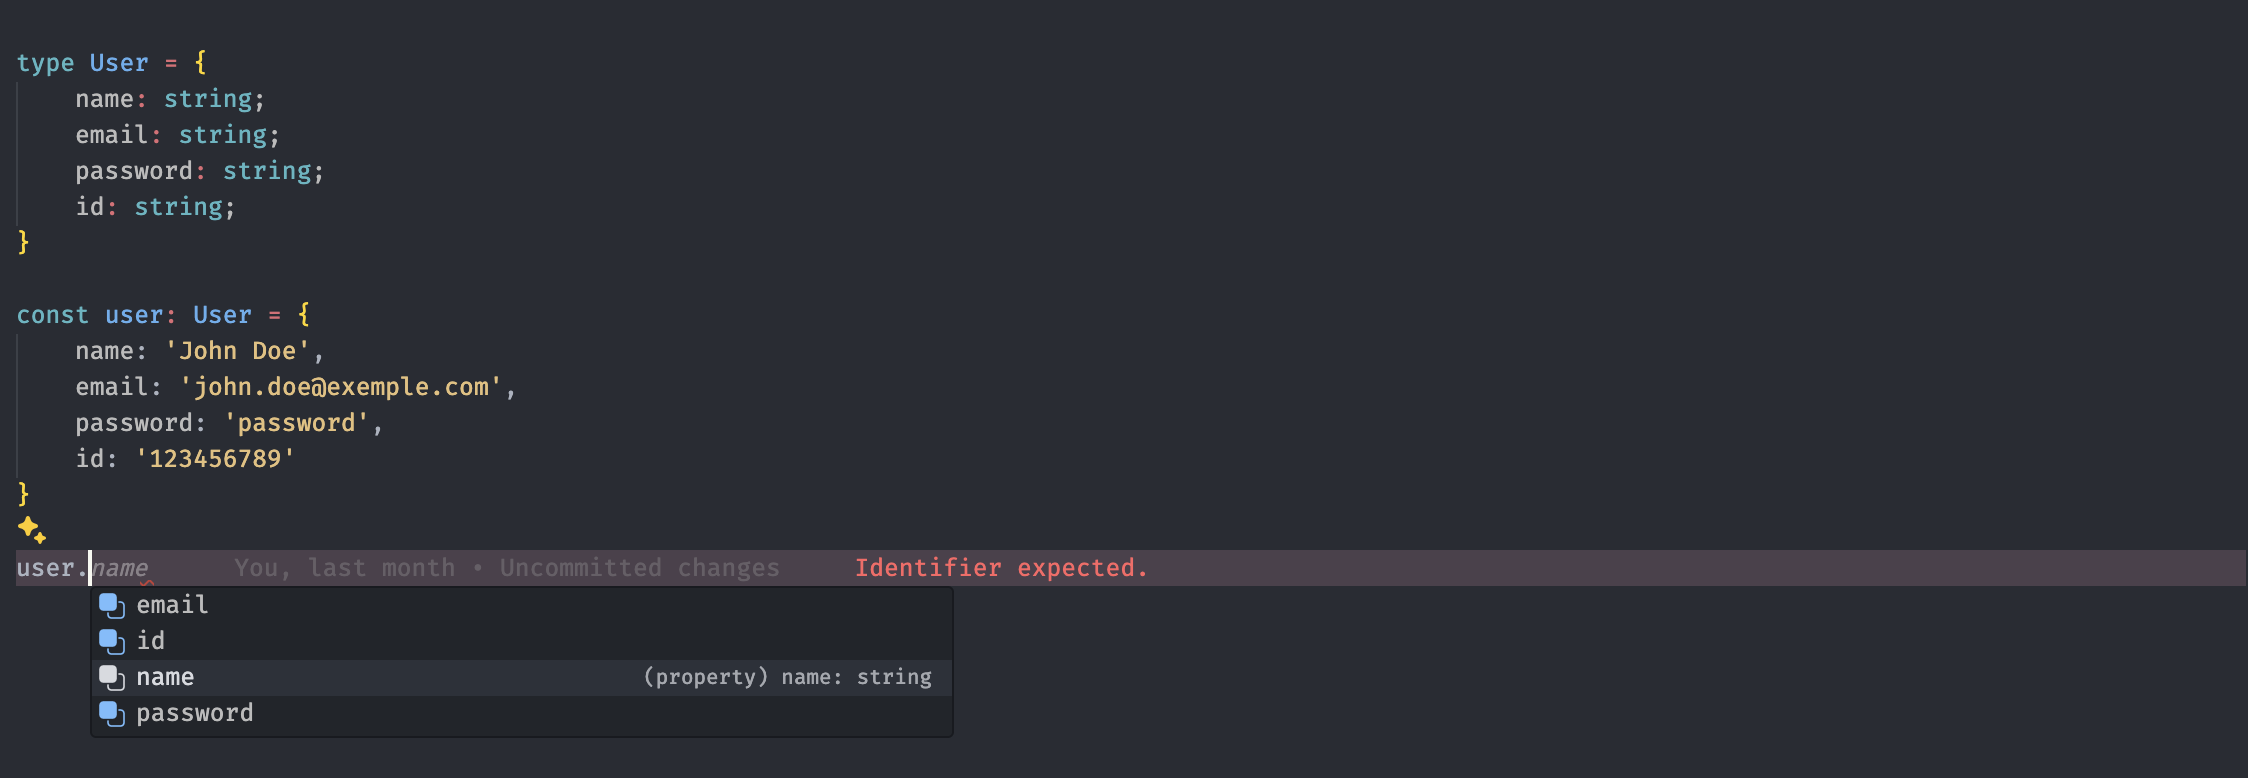 type User = {
    name: string;
    email: string;
    password: string;
    id: string;
}
const user: User = {
    name: 'John Doe',
    email: 'john.doe@exemple.com',
    password: 'password',
    id: '123456789'
}
user.name You, last month • Uncommitted changes Identifier expected.
email
id
name (property) name: string
password